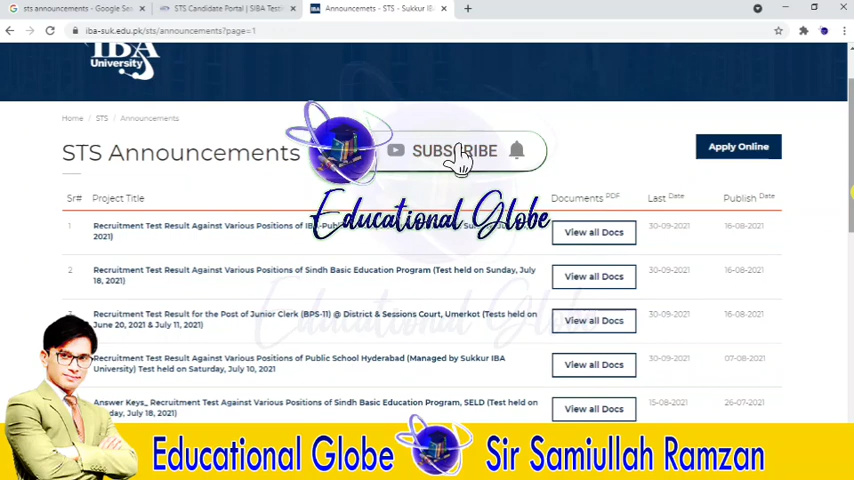 sts announcements - Google Sea
STS Candidate Portal | SIBA Testi
Announcemets - STS - Sukkur IB
iba-suk.edu.pk/sts/announcements?page=1
IBA
University
Home / STS / Announcements
STS Announcements
SUBSCRIBE
Apply Online
Educational Globe
Sr# Project Title Documents PDF Last Date Publish Date
1 Recruitment Test Result Against Various Positions of IBA-Publ
2021)
View all Docs 30-09-2021 16-08-2021
2 Recruitment Test Result Against Various Positions of Sindh Basic Education Program (Test held on Sunday, July
18, 2021)
View all Docs 30-09-2021 16-08-2021
Educational Globe
3 Recruitment Test Result for the Post of Junior Clerk (BPS-11) @ District & Sessions Court, Umerkot (Tests held on
June 20, 2021 & July 11, 2021)
View all Docs 30-09-2021 16-08-2021
Recruitment Test Result Against Various Positions of Public School Hyderabad (Managed by Sukkur IBA
University) Test held on Saturday, July 10, 2021
View all Docs 30-09-2021 07-08-2021
Answer Keys_ Recruitment Test Against Various Positions of Sindh Basic Education Program, SELD (Test held on
day, July 18, 2021)
View all Docs 15-08-2021 26-07-2021
Educational Globe Sir Samiullah Ramzan